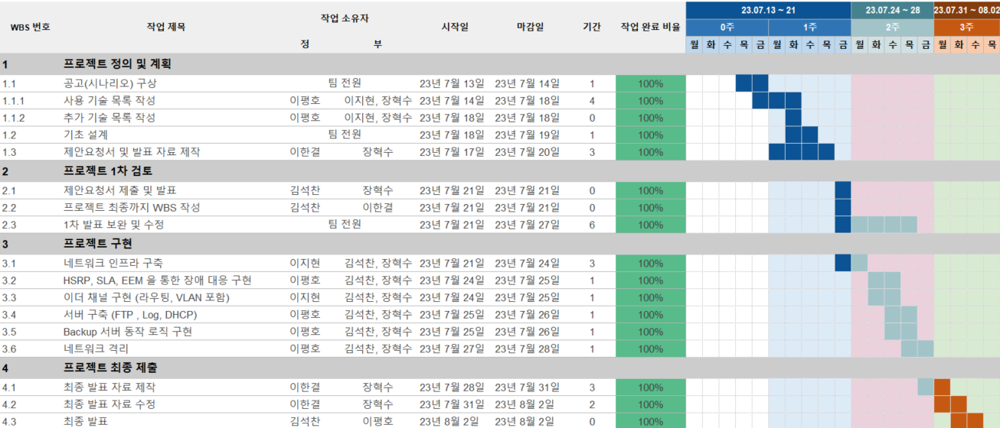 WBS 번호 작업 제목 작업 소유자 시작일 마감일 기간 작업 완료 비율 23.07.13 ~ 21 23.07.24 ~ 28 23.07.31 ~ 08.02
0주 1주 2주 3주
정 부 월 화 수 목 금 월 화 수 목 금 월 화 수 목 금 월 화 수 목
1 프로젝트 정의 및 계획
1.1 공고(시나리오) 구상 팀 전원 23년 7월 13일 23년 7월 14일 1 100%
1.1.1 사용 기술 목록 작성 이평호 이지현, 장혁수 23년 7월 14일 23년 7월 18일 4 100%
1.1.2 추가 기술 목록 작성 이평호 이지현, 장혁수 23년 7월 18일 23년 7월 18일 0 100%
1.2 기초 설계 팀 전원 23년 7월 18일 23년 7월 19일 1 100%
1.3 제안요청서 및 발표 자료 제작 이한결 장혁수 23년 7월 17일 23년 7월 20일 3 100%
2 프로젝트 1차 검토
2.1 제안요청서 제출 및 발표 김석찬 장혁수 23년 7월 21일 23년 7월 21일 0 100%
2.2 프로젝트 최종까지 WBS 작성 김석찬 이한결 23년 7월 21일 23년 7월 21일 0 100%
2.3 1차 발표 보완 및 수정 팀 전원 23년 7월 21일 23년 7월 27일 6 100%
3 프로젝트 구현
3.1 네트워크 인프라 구축 이지현 김석찬, 장혁수 23년 7월 21일 23년 7월 24일 3 100%
3.2 HSRP, SLA, EEM 을 통한 장애 대응 구현 이평호 김석찬, 장혁수 23년 7월 24일 23년 7월 25일 1 100%
3.3 이더 채널 구현 (라우팅, VLAN 포함) 이지현 김석찬, 장혁수 23년 7월 24일 23년 7월 25일 1 100%
3.4 서버 구축 (FTP , Log, DHCP) 이평호 김석찬, 장혁수 23년 7월 25일 23년 7월 26일 1 100%
3.5 Backup 서버 동작 로직 구현 이평호 김석찬, 장혁수 23년 7월 25일 23년 7월 26일 1 100%
3.6 네트워크 격리 이평호 김석찬, 장혁수 23년 7월 27일 23년 7월 28일 1 100%
4 프로젝트 최종 제출
4.1 최종 발표 자료 제작 이한결 장혁수 23년 7월 28일 23년 7월 31일 3 100%
4.2 최종 발표 자료 수정 이한결 장혁수 23년 7월 31일 23년 8월 2일 2 100%
4.3 최종 발표 김석찬 이평호 23년 8월 2일 23년 8월 2일 0 100%